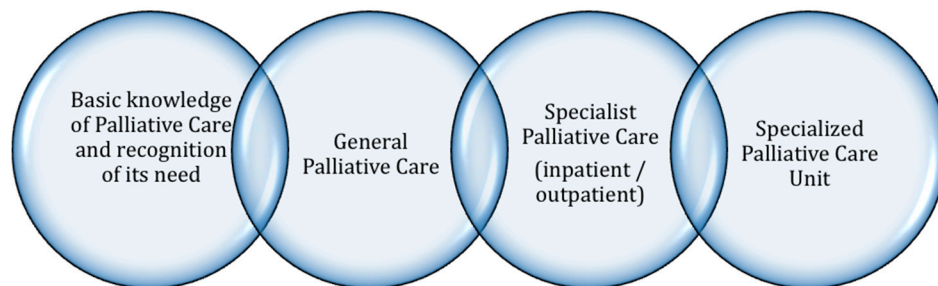 Basic knowledge
of Palliative Care
and recognition
of its need
General
Palliative Care
Specialist
Palliative Care
(inpatient /
outpatient)
Specialized
Palliative Care
Unit